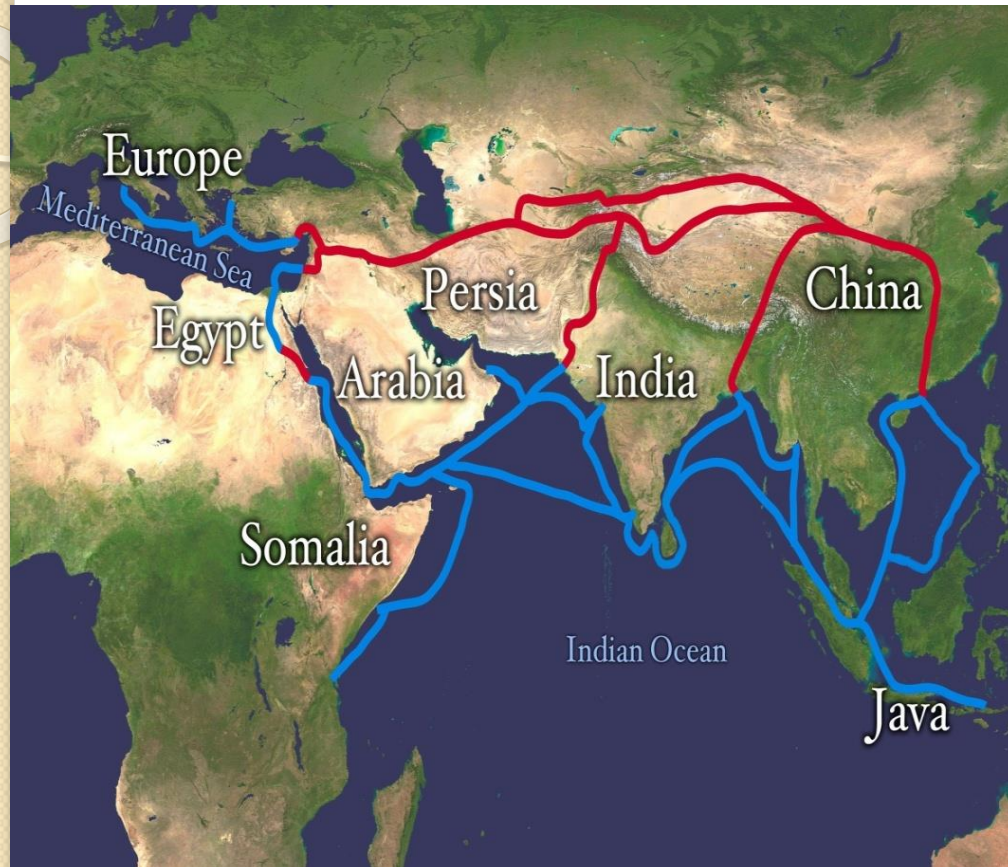 Europe
Mediterranean Sea
Egypt
Persia
Arabia
India
China
Somalia
Indian Ocean
Java